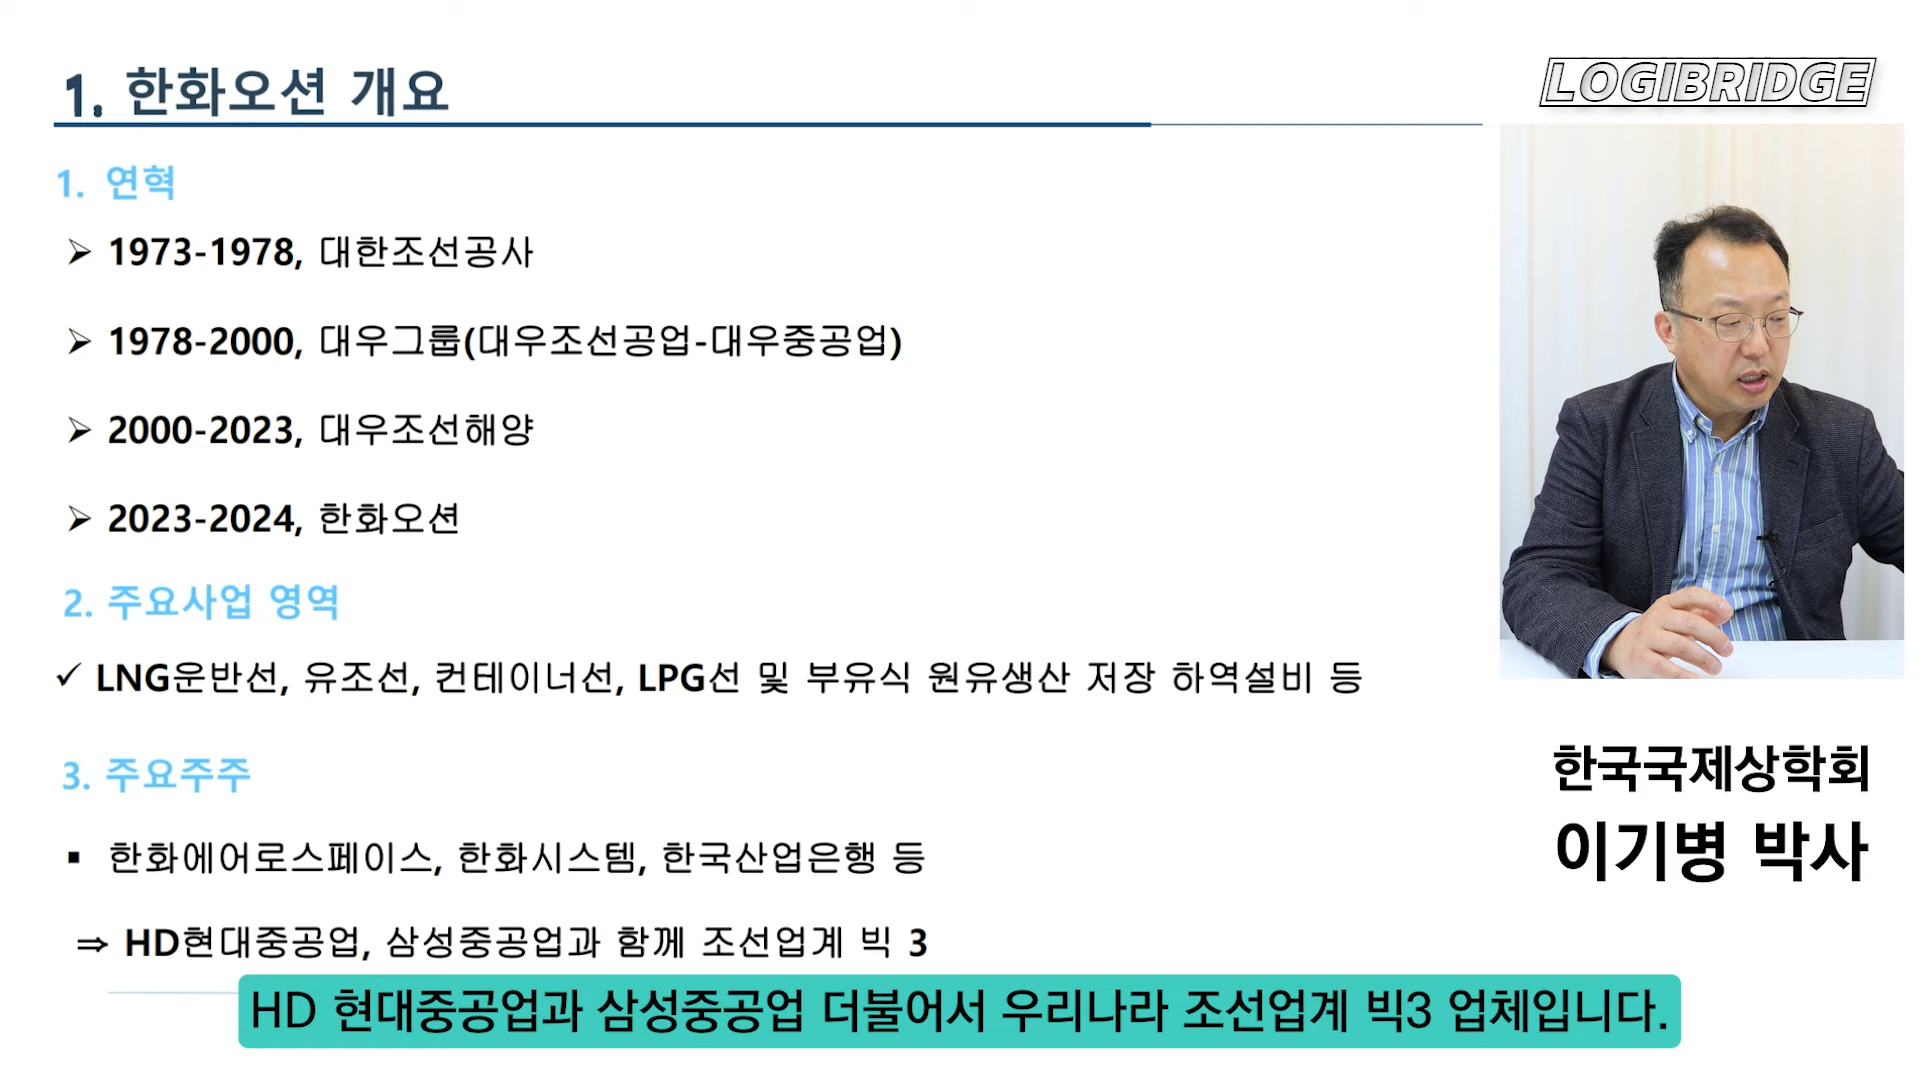 1. 한화오션 개요
LOGIBRIDGE
1. 연혁
➢ 1973-1978, 대한조선공사
➢ 1978-2000, 대우그룹(대우조선공업-대우중공업)
➢ 2000-2023, 대우조선해양
➢ 2023-2024, 한화오션
2. 주요사업 영역
✓ LNG운반선, 유조선, 컨테이너선, LPG선 및 부유식 원유생산 저장 하역설비 등
3. 주요주주
▪ 한화에어로스페이스, 한화시스템, 한국산업은행 등
⇒ HD현대중공업, 삼성중공업과 함께 조선업계 빅 3
한국국제상학회
이기병 박사
HD 현대중공업과 삼성중공업 더불어서 우리나라 조선업계 빅3 업체입니다.